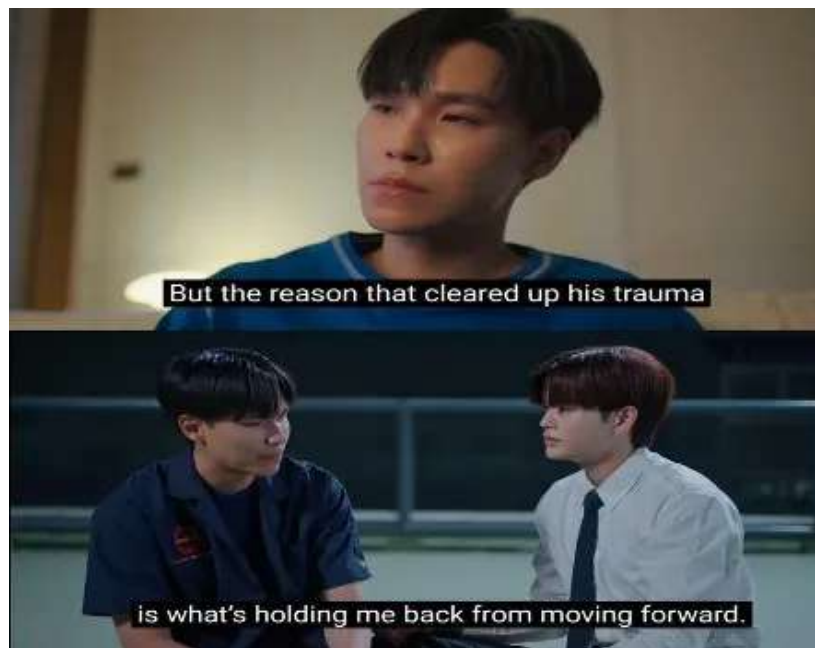 But the reason that cleared up his trauma
is what's holding me back from moving forward.